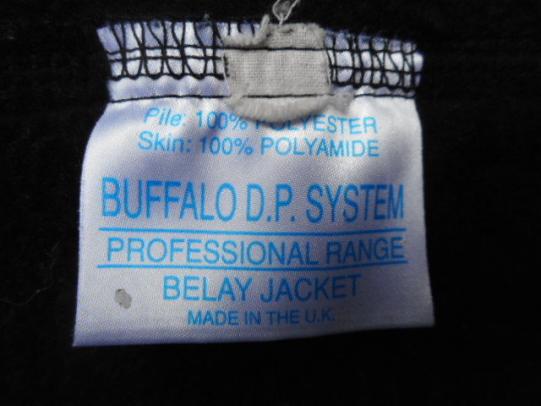 Pile: 100% POLYESTER
Skin: 100% POLYAMIDE
BUFFALO D.P. SYSTEM
PROFESSIONAL RANGE
BELAY JACKET
MADE IN THE U.K.